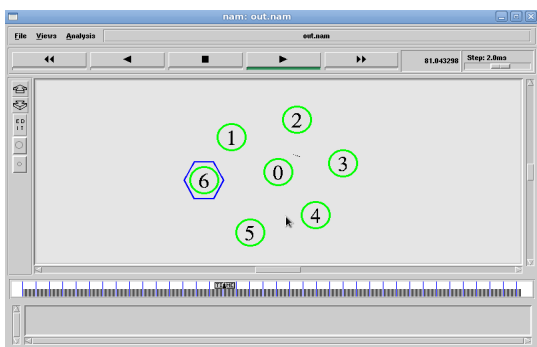 nam: out.nam
File Views Analysis out.nam
81.043298 Step: 2.0ms
ED
IT
2
1
3
0
6
4
5